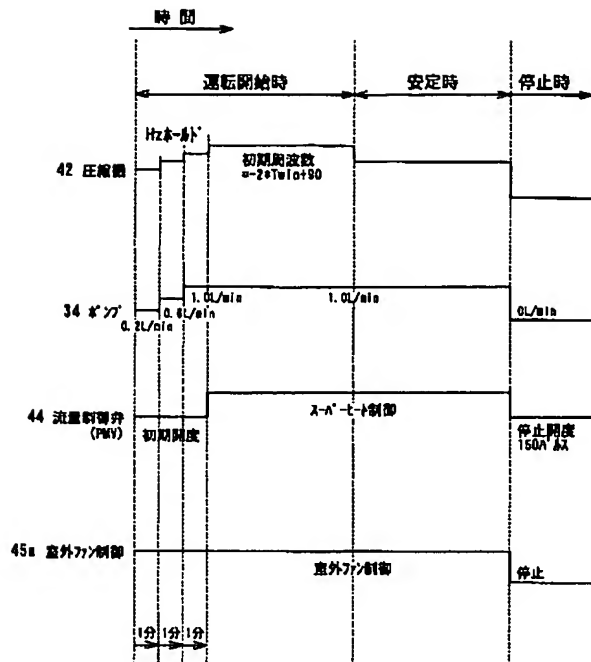 時間
運転開始時
安定時
停止時
Hzホールド
42 圧縮機
初期周波数
=-2*Twin+90
34 ポンプ
0.2L/min
0.6L/min
1.0L/min
1.0L/min
0L/min
44 流量制御弁
(PMV)
初期開度
スーパーヒート制御
停止開度
150パルス
45a 室外ファン制御
室外ファン制御
停止
1分
1分
1分